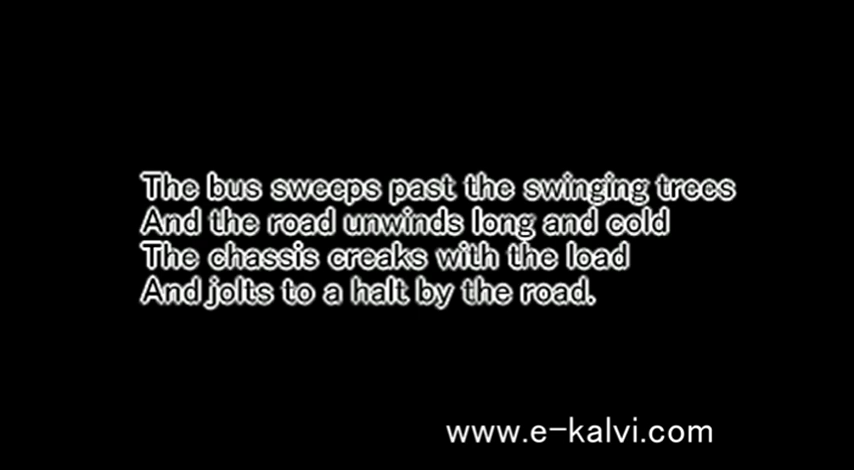 The bus sweeps past the swinging trees
And the road unwinds long and cold
The chassis creaks with the load
And jolts to a halt by the road.
www.e-kalvi.com